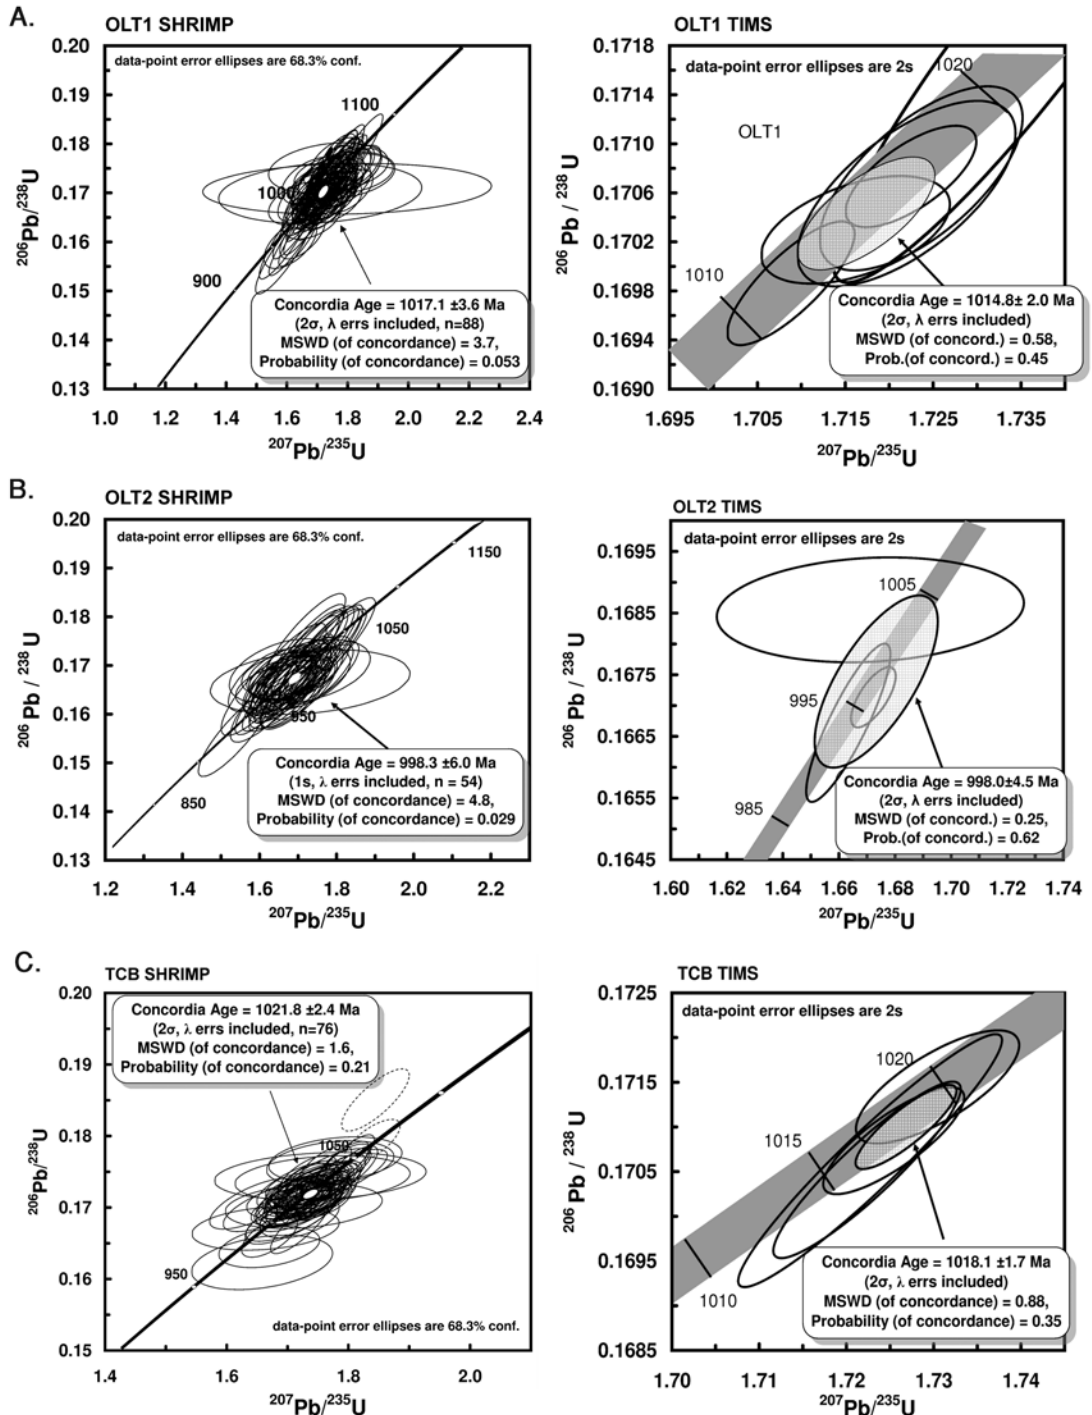 A.
OLT1 SHRIMP
0.20
0.19
0.18
0.17
0.16
0.15
0.14
0.13
206Pb/238U
data-point error ellipses are 68.3% conf.
1100
1000
900
Concordia Age = 1017.1 ±3.6 Ma
(2σ, λ errs included, n=88)
MSWD (of concordance) = 3.7,
Probability (of concordance) = 0.053
1.0 1.2 1.4 1.6 1.8 2.0 2.2 2.4
207Pb/235U
OLT1 TIMS
0.1718
0.1714
0.1710
0.1706
0.1702
0.1698
0.1694
0.1690
206 Pb / 238 U
data-point error ellipses are 2s
1020
OLT1
1010
Concordia Age = 1014.8± 2.0 Ma
(2σ, λ errs included)
MSWD (of concord.) = 0.58,
Prob.(of concord.) = 0.45
1.695 1.705 1.715 1.725 1.735
207Pb/235U
B.
OLT2 SHRIMP
0.20
0.19
0.18
0.17
0.16
0.15
0.14
0.13
206 Pb / 238 U
data-point error ellipses are 68.3% conf.
1150
1050
950
850
Concordia Age = 998.3 ±6.0 Ma
(1s, λ errs included, n = 54)
MSWD (of concordance) = 4.8,
Probability (of concordance) = 0.029
1.2 1.4 1.6 1.8 2.0 2.2
207Pb/235U
OLT2 TIMS
0.1695
0.1685
0.1675
0.1665
0.1655
0.1645
206 Pb / 238 U
data-point error ellipses are 2s
1005
995
985
Concordia Age = 998.0±4.5 Ma
(2σ, λ errs included)
MSWD (of concord.) = 0.25,
Prob.(of concord.) = 0.62
1.60 1.62 1.64 1.66 1.68 1.70 1.72 1.74
207Pb/235U
C.
TCB SHRIMP
0.20
0.19
0.18
0.17
0.16
0.15
206Pb/238U
Concordia Age = 1021.8 ±2.4 Ma
(2σ, λ errs included, n=76)
MSWD (of concordance) = 1.6,
Probability (of concordance) = 0.21
1050
950
data-point error ellipses are 68.3% conf.
1.4 1.6 1.8 2.0
207Pb/235U
TCB TIMS
0.1725
0.1715
0.1705
0.1695
0.1685
206 Pb / 238 U
data-point error ellipses are 2s
1020
1015
1010
Concordia Age = 1018.1 ±1.7 Ma
(2σ, λ errs included)
MSWD (of concordance) = 0.88,
Probability (of concordance) = 0.35
1.70 1.71 1.72 1.73 1.74
207Pb/235U